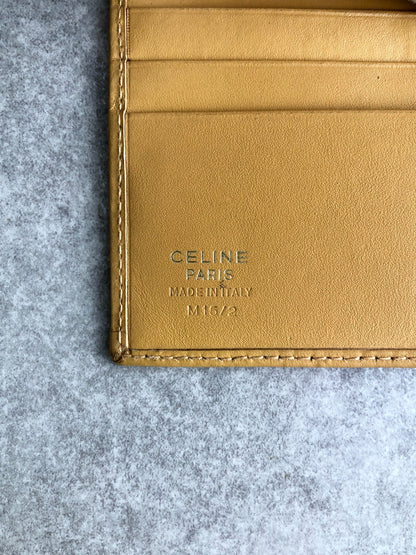 CELINE
PARIS
MADE IN ITALY
M15/2